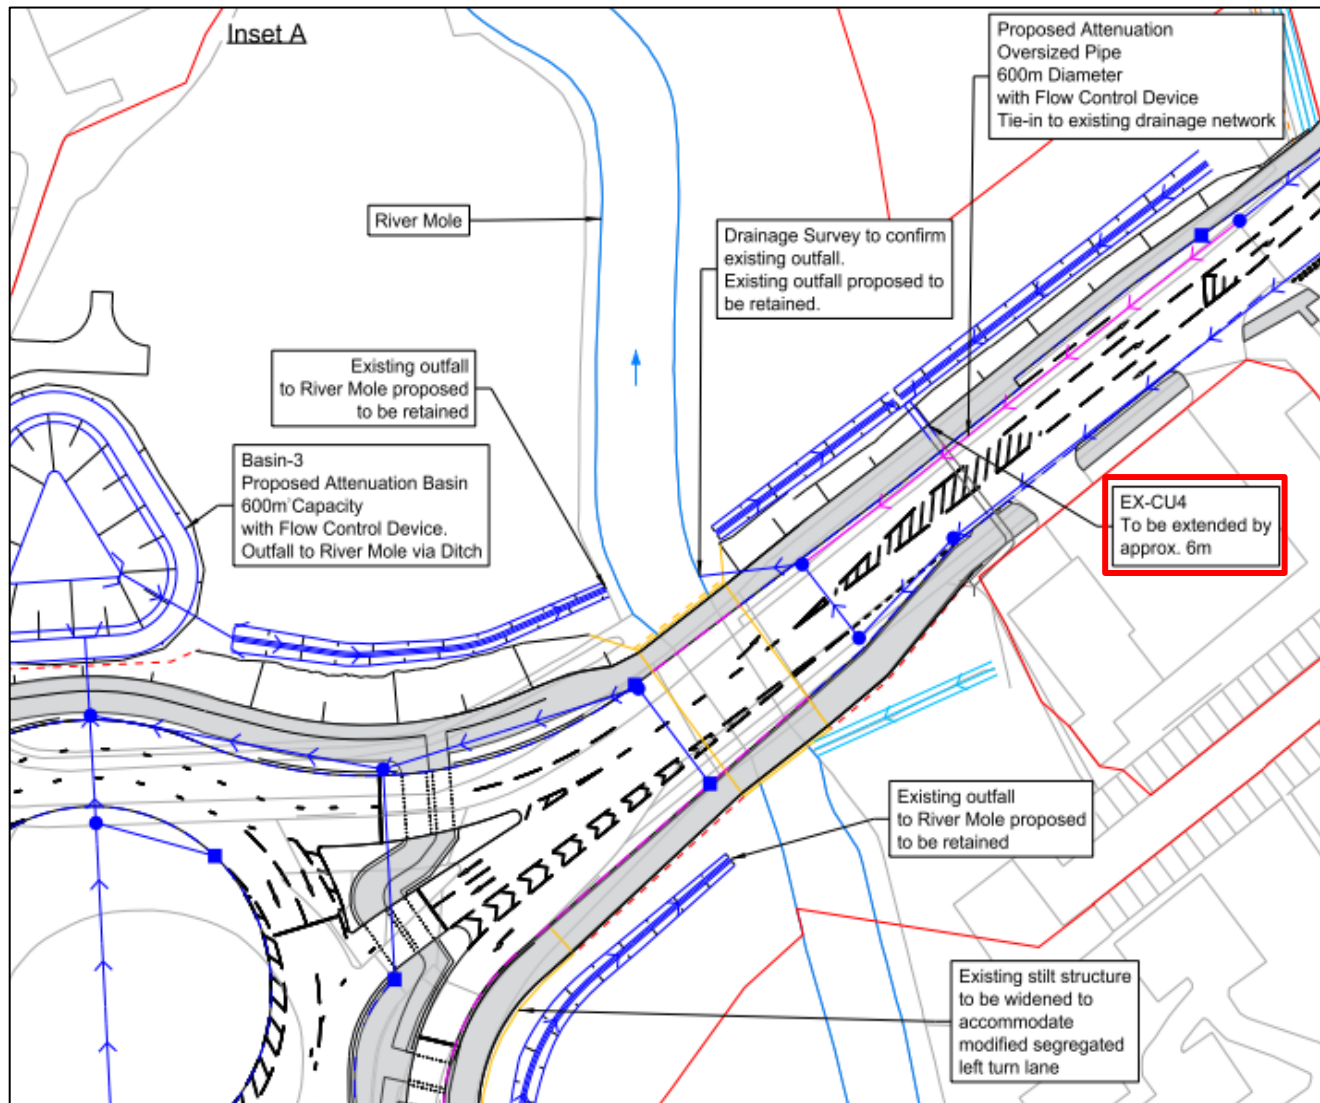 Inset A
Proposed Attenuation
Oversized Pipe
600m Diameter
with Flow Control Device
Tie-in to existing drainage network
River Mole
Drainage Survey to confirm
existing outfall.
Existing outfall proposed to
be retained.
Existing outfall
to River Mole proposed
to be retained
Basin-3
Proposed Attenuation Basin
600m³Capacity
with Flow Control Device.
Outfall to River Mole via Ditch
EX-CU4
To be extended by
approx. 6m
Existing outfall
to River Mole proposed
to be retained
Existing stilt structure
to be widened to
accommodate
modified segregated
left turn lane